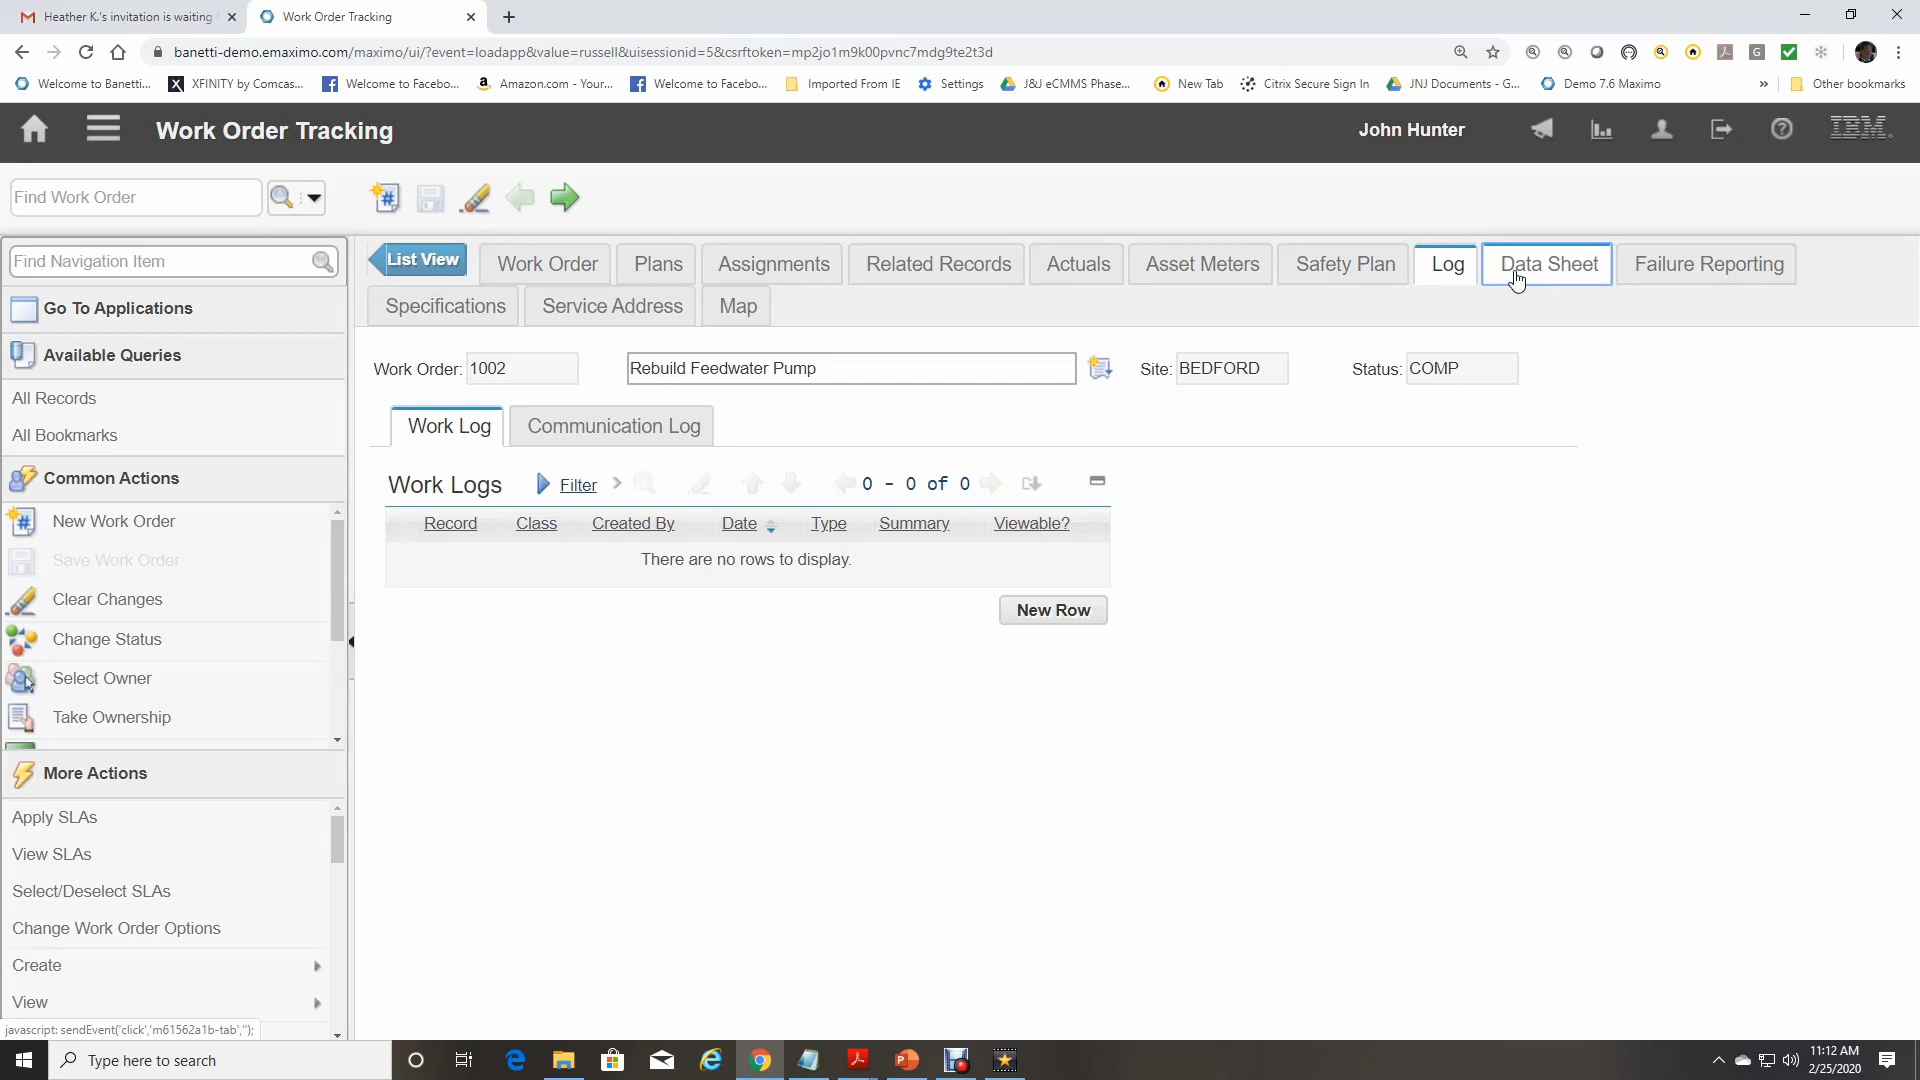 Heather K.'s invitation is waiting
Work Order Tracking
banetti-demo.emaximo.com/maximo/ui/?event=loadapp&value=russell&uisessionid=5&csrftoken=mp2jo1m9k00pvnc7mdg9te2t3d
Welcome to Banetti... XFINITY by Comcas... Welcome to Facebo... Amazon.com - Your... Welcome to Facebo... Imported From IE Settings J&J eCMMS Phase... New Tab Citrix Secure Sign In JNJ Documents - G... Demo 7.6 Maximo » Other bookmarks
Work Order Tracking
John Hunter
IBM
Find Work Order
Find Navigation Item
Go To Applications
Available Queries
All Records
All Bookmarks
Common Actions
New Work Order
Save Work Order
Clear Changes
Change Status
Select Owner
Take Ownership
More Actions
Apply SLAs
View SLAs
Select/Deselect SLAs
Change Work Order Options
Create
View
javascript: sendEvent('click','m61562a1b-tab','');
List View Work Order Plans Assignments Related Records Actuals Asset Meters Safety Plan Log Data Sheet Failure Reporting
Specifications Service Address Map
Work Order: 1002 Rebuild Feedwater Pump Site: BEDFORD Status: COMP
Work Log Communication Log
Work Logs Filter 0 - 0 of 0
Record Class Created By Date Type Summary Viewable?
There are no rows to display.
New Row
Type here to search
11:12 AM
2/25/2020